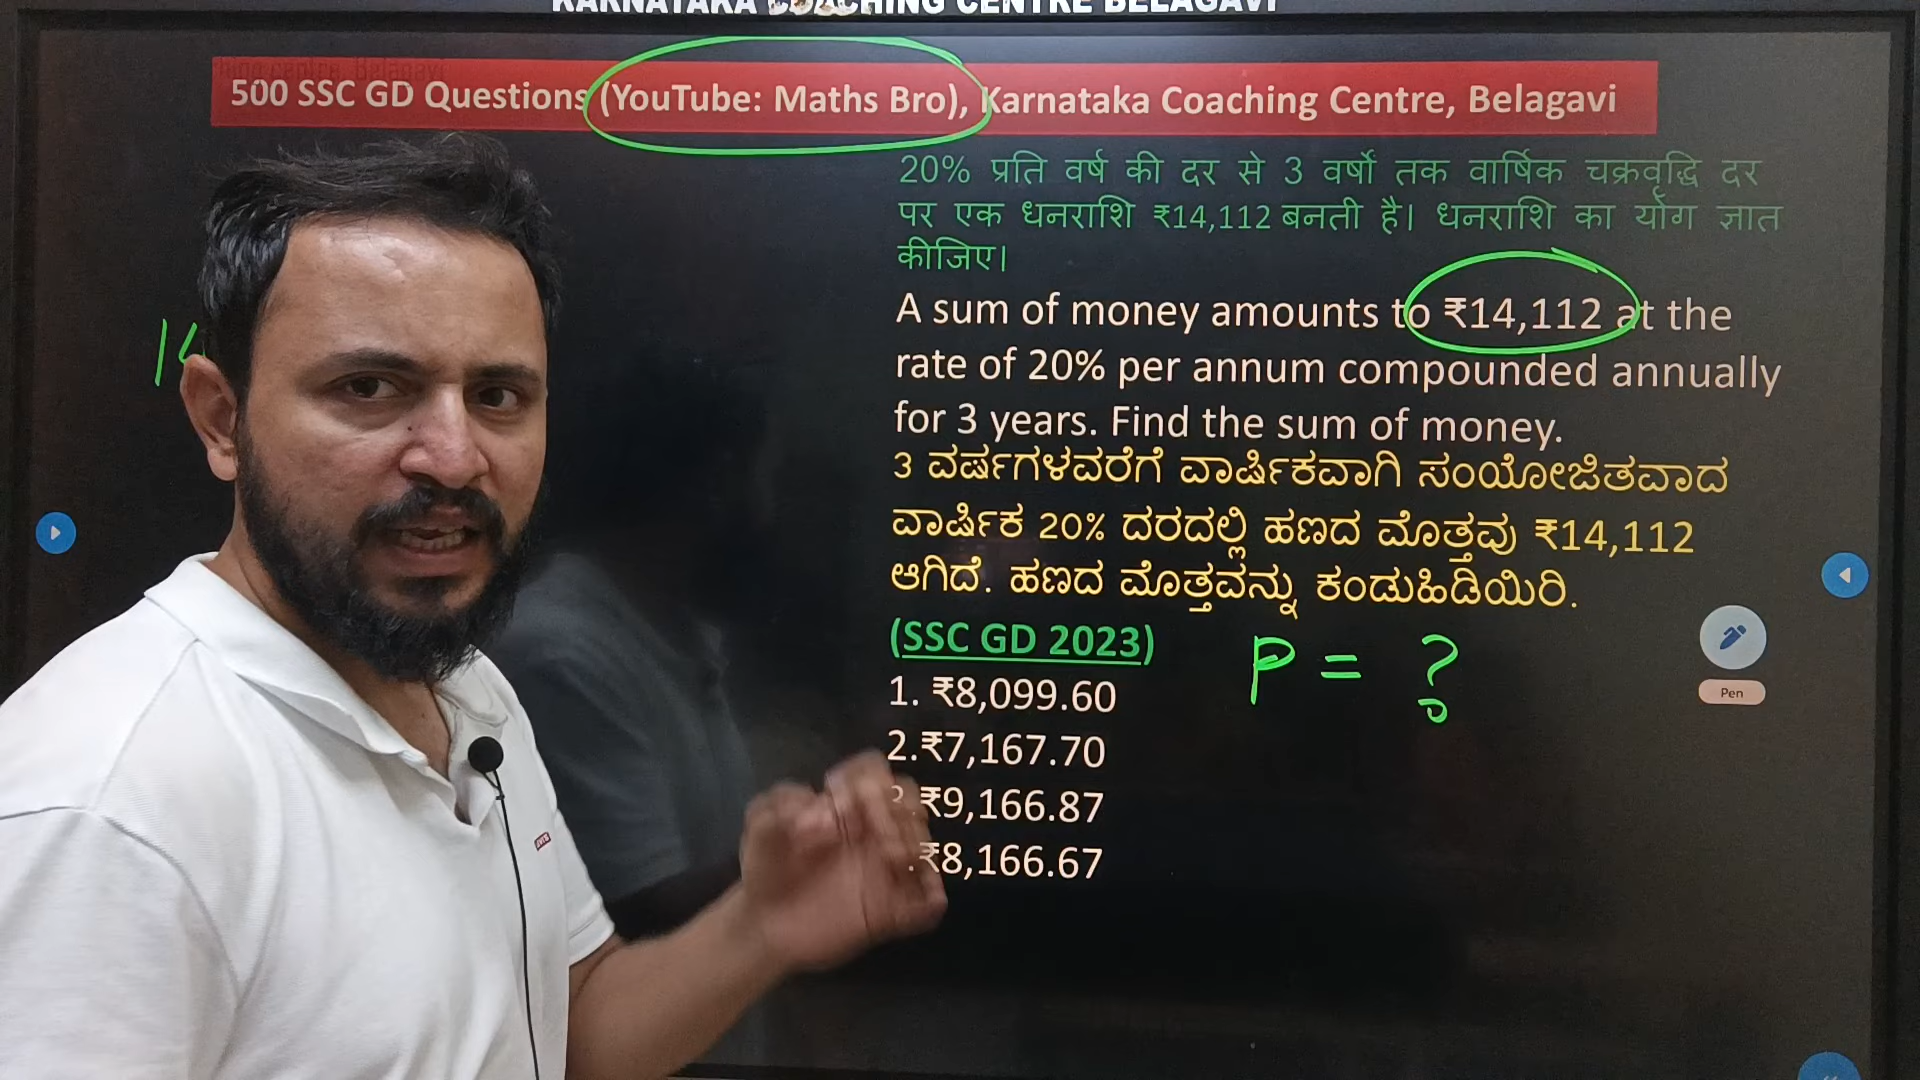 KARNATAKA COACHING CENTRE BELAGAVI
500 SSC GD Questions (YouTube: Maths Bro), Karnataka Coaching Centre, Belagavi
20% प्रति वर्ष की दर से 3 वर्षों तक वार्षिक चक्रवृद्धि दर
पर एक धनराशि ₹14,112 बनती है। धनराशि का योग ज्ञात
कीजिए।
A sum of money amounts to ₹14,112 at the
rate of 20% per annum compounded annually
for 3 years. Find the sum of money.
3 ವರ್ಷಗಳವರೆಗೆ ವಾರ್ಷಿಕವಾಗಿ ಸಂಯೋಜಿತವಾದ
ವಾರ್ಷಿಕ 20% ದರದಲ್ಲಿ ಹಣದ ಮೊತ್ತವು ₹14,112
ಆಗಿದೆ. ಹಣದ ಮೊತ್ತವನ್ನು ಕಂಡುಹಿಡಿಯಿರಿ.
(SSC GD 2023)
P = ?
1. ₹8,099.60
2.₹7,167.70
₹9,166.87
.₹8,166.67
Pen